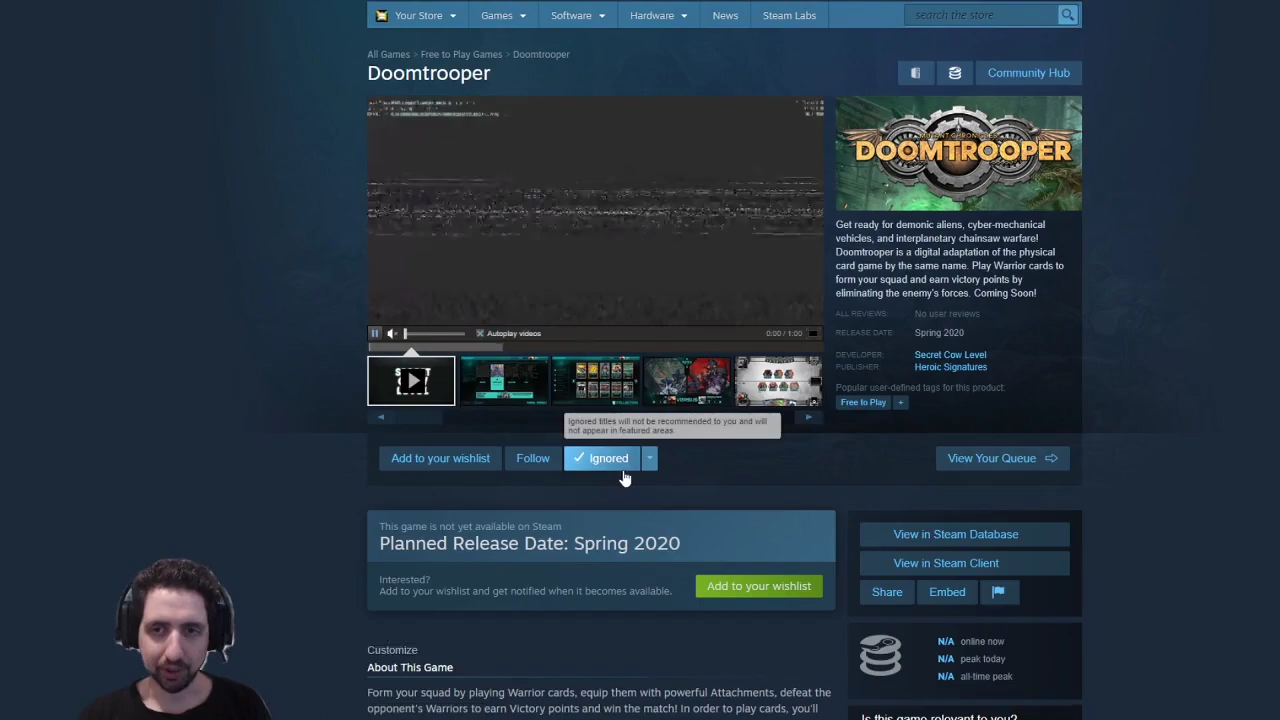 Your Store
Games
Software
Hardware
News
Steam Labs
search the store
All Games > Free to Play Games > Doomtrooper
Doomtrooper
Community Hub
MUTANT CHRONICLES
DOOMTROOPER
Get ready for demonic aliens, cyber-mechanical
vehicles, and interplanetary chainsaw warfare!
Doomtrooper is a digital adaptation of the physical
card game by the same name. Play Warrior cards to
form your squad and earn victory points by
eliminating the enemy's forces. Coming Soon!
ALL REVIEWS: No user reviews
RELEASE DATE: Spring 2020
DEVELOPER: Secret Cow Level
PUBLISHER: Heroic Signatures
Popular user-defined tags for this product:
Free to Play +
Autoplay videos
0:00 / 1:00
VERSUS
Ignored titles will not be recommended to you and will
not appear in featured areas.
Add to your wishlist
Follow
Ignored
View Your Queue
This game is not yet available on Steam
Planned Release Date: Spring 2020
Interested?
Add to your wishlist and get notified when it becomes available.
Add to your wishlist
View in Steam Database
View in Steam Client
Share
Embed
N/A online now
N/A peak today
N/A all-time peak
Customize
About This Game
Form your squad by playing Warrior cards, equip them with powerful Attachments, defeat the
opponent's Warriors to earn Victory points and win the match! In order to play cards, you'll
Is this game relevant to you?